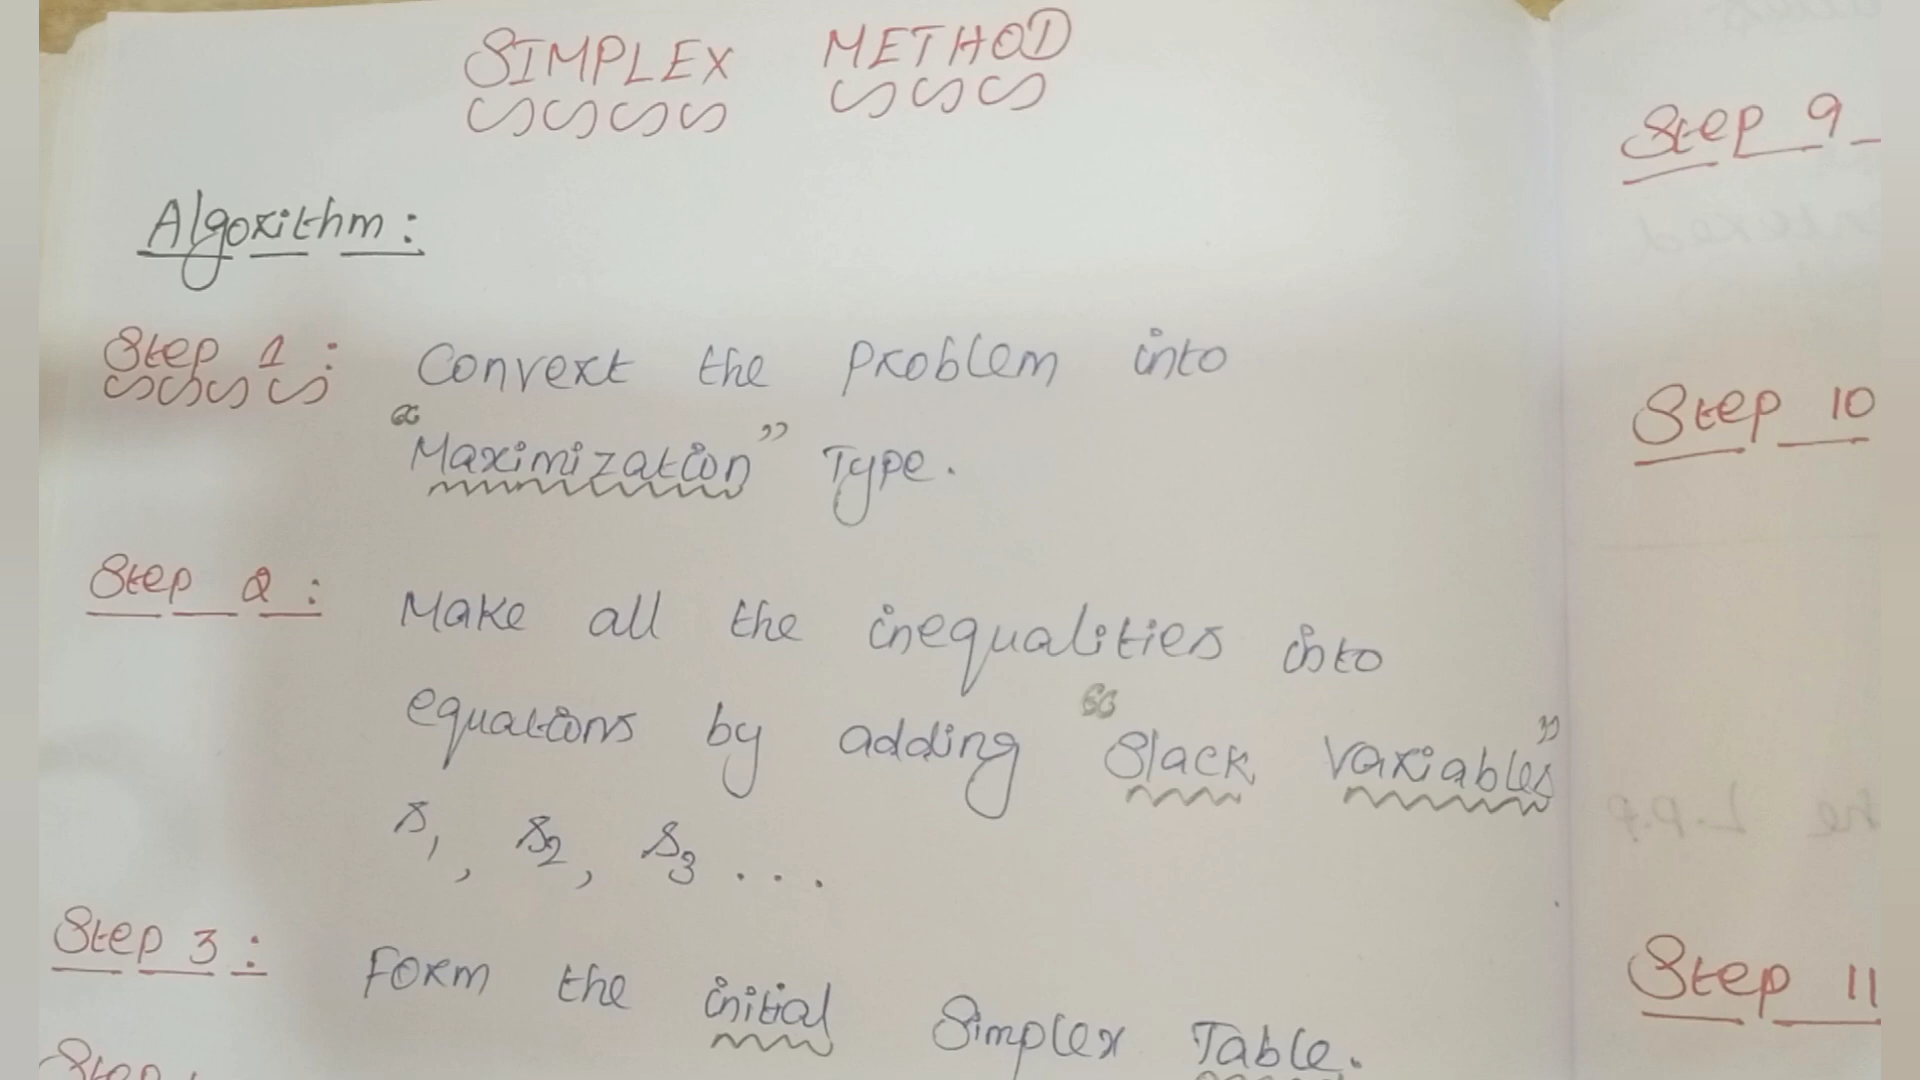 SIMPLEX METHOD
Algorithm:
Step 1: Convert the problem into
"Maximization" Type.
Step 2: Make all the inequalities into
equations by adding "Slack Variables"
s1, s2, s3 ...
Step 3: Form the initial Simplex Table.
Step 9
Step 10
Step 11